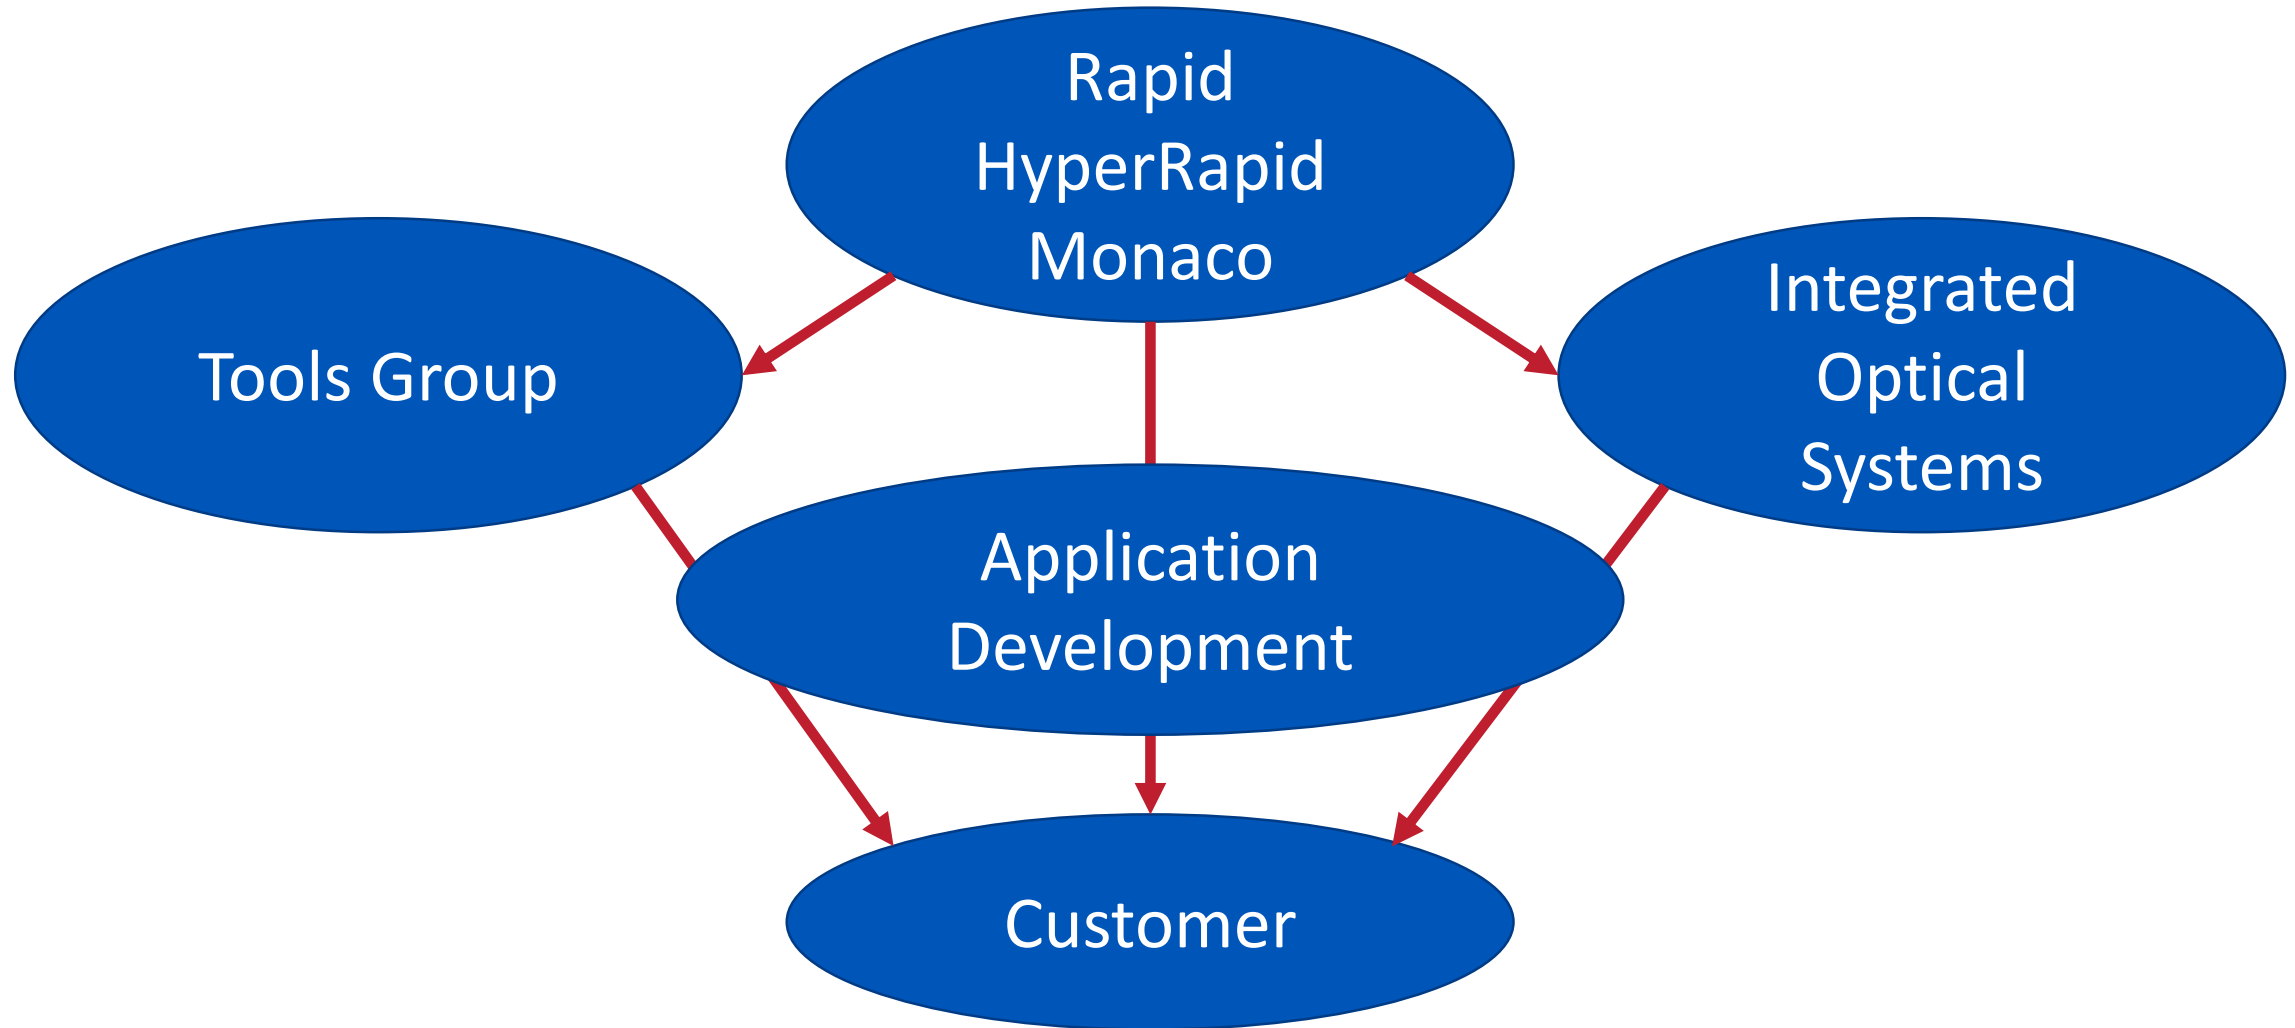 Rapid
HyperRapid
Monaco
Tools Group
Integrated
Optical
Systems
Application
Development
Customer